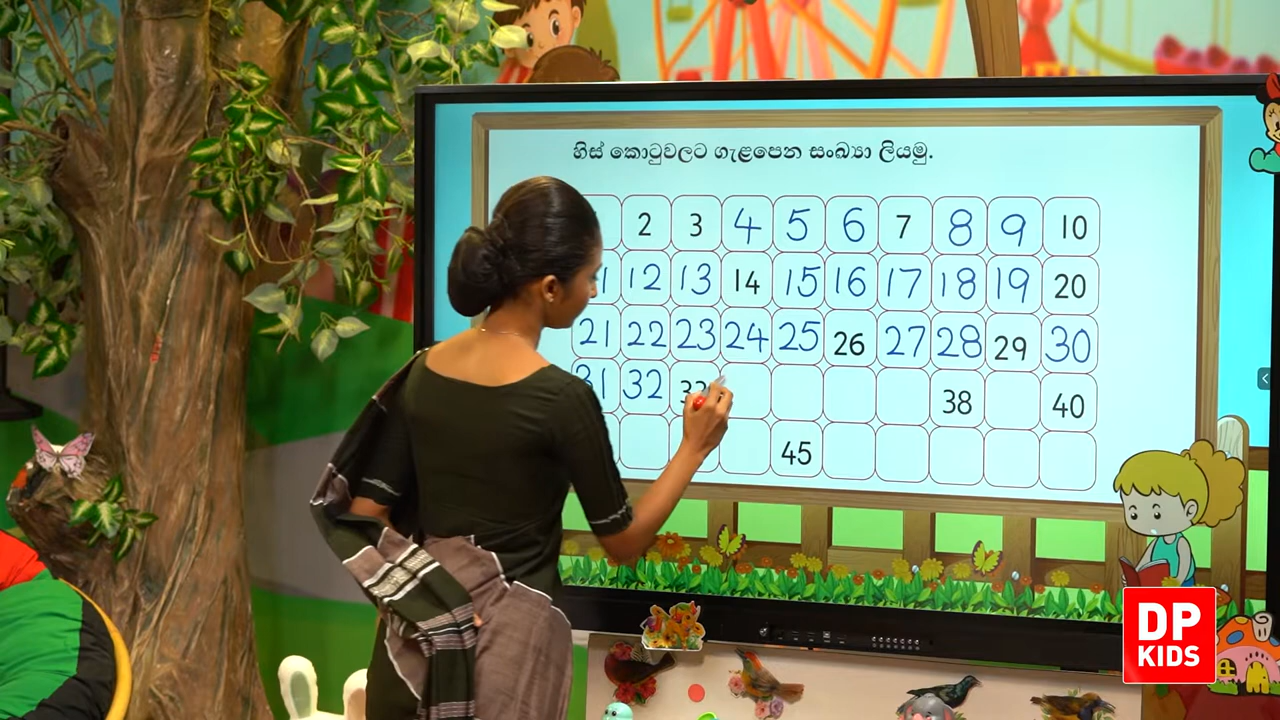 හිස් කොටුවලට ගැළපෙන සංඛ්‍යා ලියමු.
2 3 4 5 6 7 8 9 10
12 13 14 15 16 17 18 19 20
21 22 23 24 25 26 27 28 29 30
31 32 38 40
45
DP
KIDS